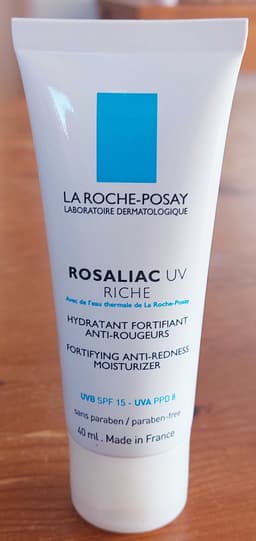 LA ROCHE-POSAY
LABORATOIRE DERMATOLOGIQUE
ROSALIAC UV
RICHE
Avec de l'eau thermale de La Roche-Posay
HYDRATANT FORTIFIANT
ANTI-ROUGEURS
FORTIFYING ANTI-REDNESS
MOISTURIZER
UVB SPF 15 - UVA PPD 8
sans paraben / paraben-free
40 ml . Made in France